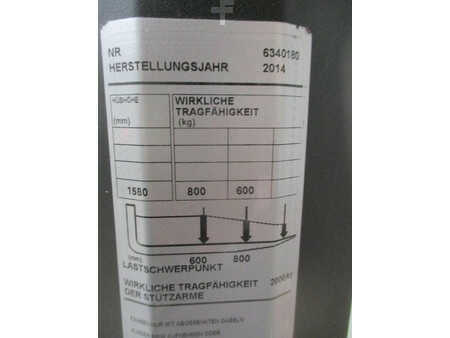 NR 6340180
HERSTELLUNGSJAHR 2014
HUBHÖHE WIRKLICHE
TRAGFÄHIGKEIT
(mm) (kg)
1580 800 600
(mm) 600 800
LASTSCHWERPUNKT
WIRKLICHE TRAGFÄHIGKEIT 2000Kg
DER STÜTZARME